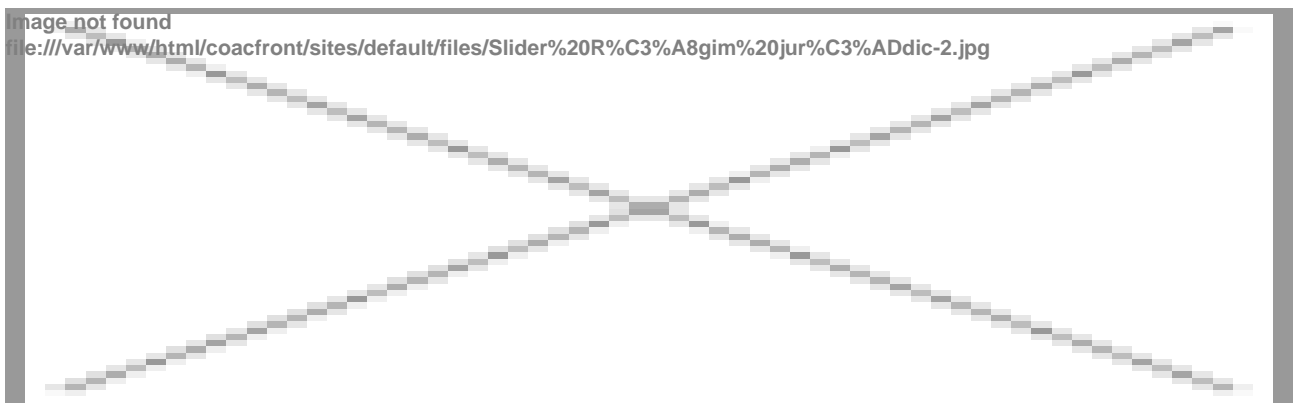 Image not found
file:///var/www/html/coacfront/sites/default/files/Slider%20R%C3%A8gim%20jur%C3%ADdic-2.jpg